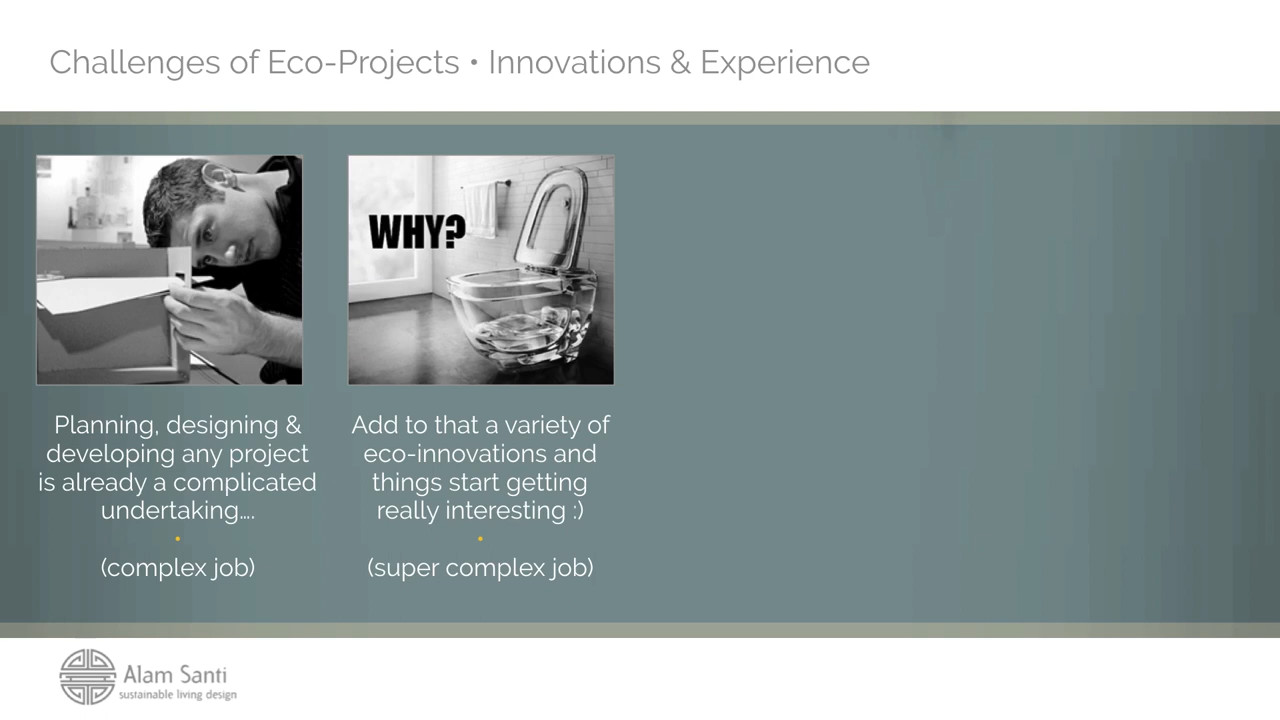 Challenges of Eco-Projects • Innovations & Experience
WHY?
Planning, designing &
developing any project
is already a complicated
undertaking....
•
(complex job)
Add to that a variety of
eco-innovations and
things start getting
really interesting :)
•
(super complex job)
Alam Santi
sustainable living design